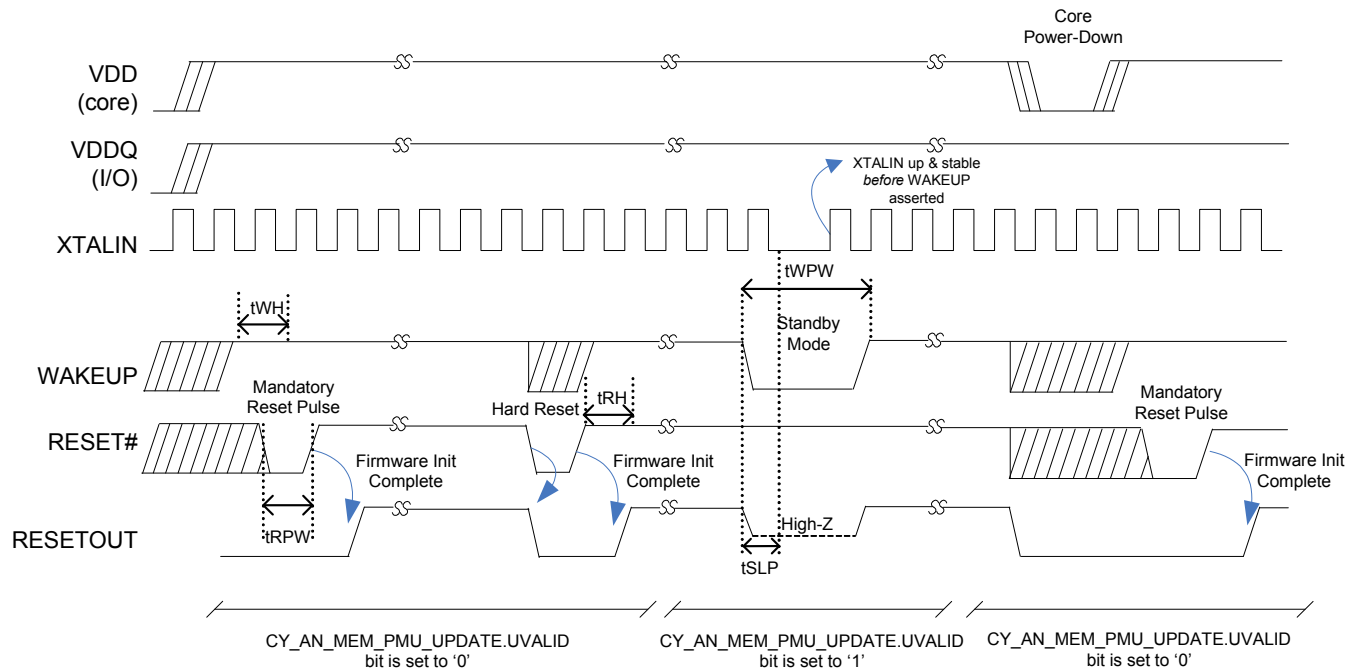 Core
Power-Down
VDD
(core)
VDDQ
(I/O)
XTALIN up & stable
before WAKEUP
asserted
XTALIN
tWPW
tWH
Standby
Mode
WAKEUP
Mandatory
Reset Pulse
Hard Reset
tRH
Mandatory
Reset Pulse
RESET#
Firmware Init
Complete
Firmware Init
Complete
Firmware Init
Complete
High-Z
RESETOUT
tRPW
tSLP
CY_AN_MEM_PMU_UPDATE.UVALID
bit is set to ‘0’
CY_AN_MEM_PMU_UPDATE.UVALID
bit is set to ‘1’
CY_AN_MEM_PMU_UPDATE.UVALID
bit is set to ‘0’